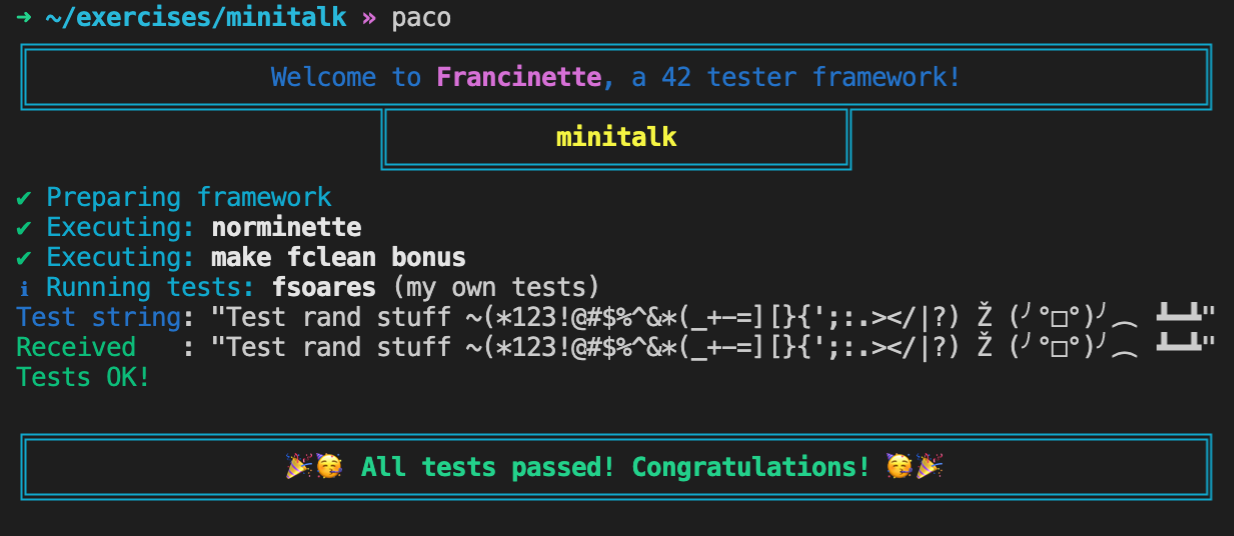 ➜ ~/exercises/minitalk » paco
Welcome to Francinette, a 42 tester framework!
minitalk
✔ Preparing framework
✔ Executing: norminette
✔ Executing: make fclean bonus
ℹ Running tests: fsoares (my own tests)
Test string: "Test rand stuff ~(*123!@#$%^&*(_+-=][}{';:.></|?) Ž (╯°□°)╯︵ ┻━┻"
Received   : "Test rand stuff ~(*123!@#$%^&*(_+-=][}{';:.></|?) Ž (╯°□°)╯︵ ┻━┻"
Tests OK!
🎉🥳 All tests passed! Congratulations! 🥳🎉